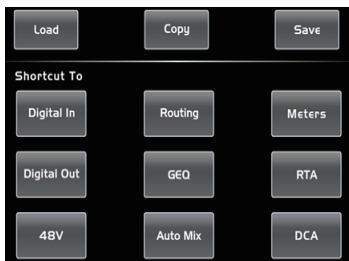 Load Copy Save
Shortcut To
Digital In Routing Meters
Digital Out GEQ RTA
48V Auto Mix DCA